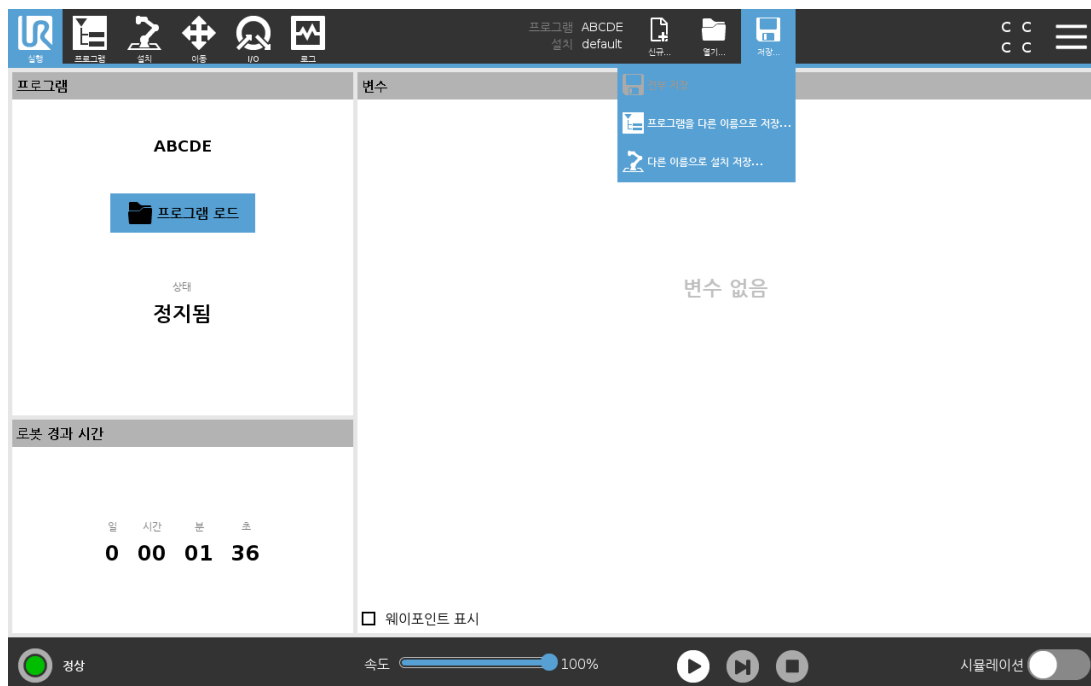 UR
실행
프로그램
설치
이동
I/O
로그
프로그램 ABCDE
설치 default
신규...
열기...
저장...
C C
C C
프로그램
변수
프로그램을 다른 이름으로 저장...
다른 이름으로 설치 저장...
ABCDE
프로그램 로드
상태
정지됨
변수 없음
로봇 경과 시간
일 시간 분 초
0 00 01 36
웨이포인트 표시
정상
속도 100%
시뮬레이션